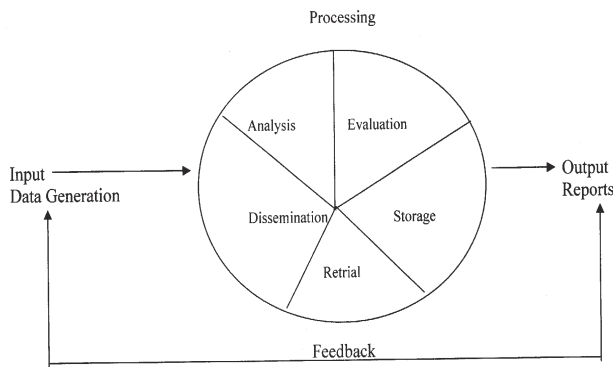 Processing
Analysis
Evaluation
Input
Data Generation
Output
Reports
Dissemination
Storage
Retrial
Feedback